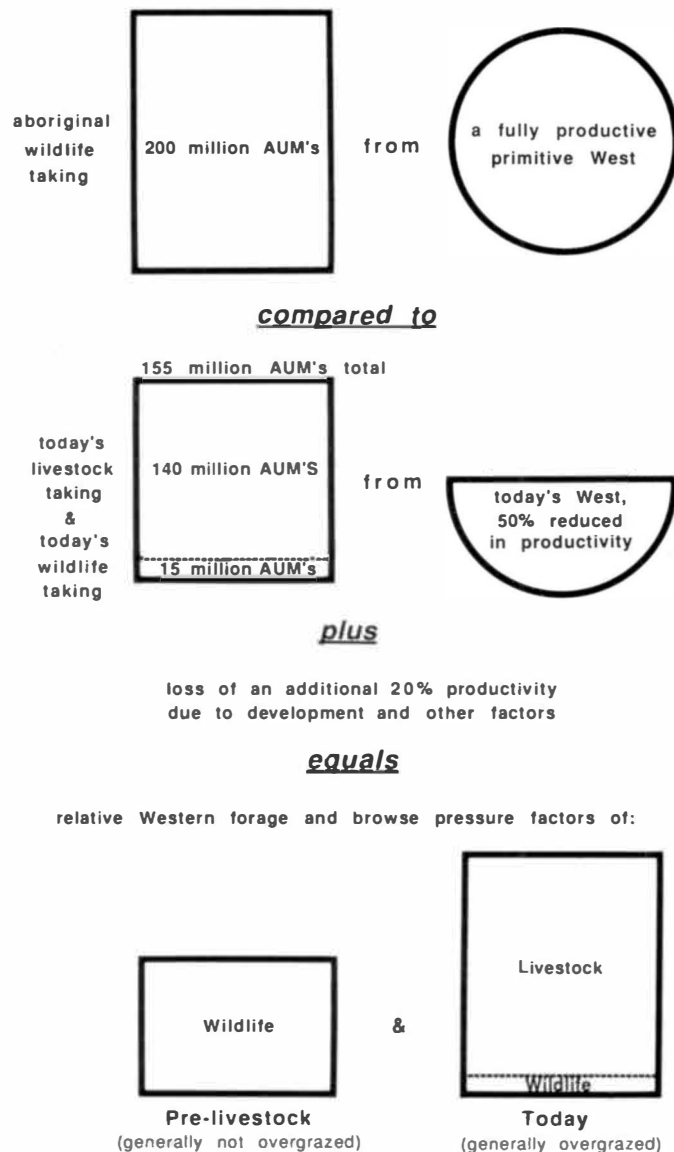 aboriginal
wildlife
taking
200 million AUM's
from
a fully productive
primitive West
compared to
155 million AUM's total
today's
livestock
taking
&
today's
wildlife
taking
140 million AUM'S
15 million AUM's
from
today's West,
50% reduced
in productivity
plus
loss of an additional 20% productivity
due to development and other factors
equals
relative Western forage and browse pressure factors of:
Wildlife
&
Livestock
Wildlife
Pre-livestock
(generally not overgrazed)
Today
(generally overgrazed)